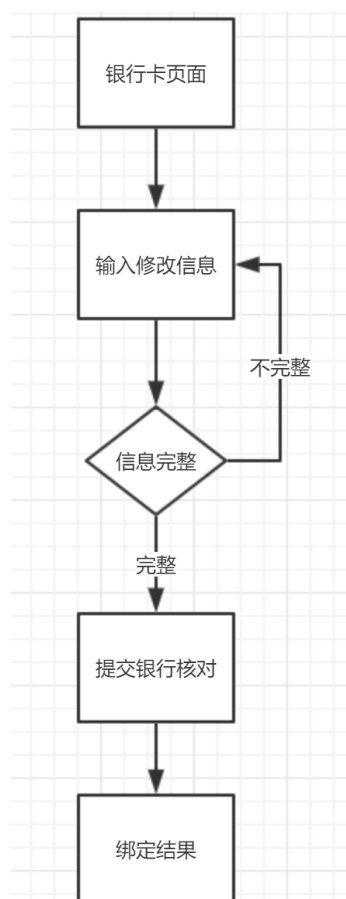 银行卡页面
输入修改信息
不完整
信息完整
完整
提交银行核对
绑定结果